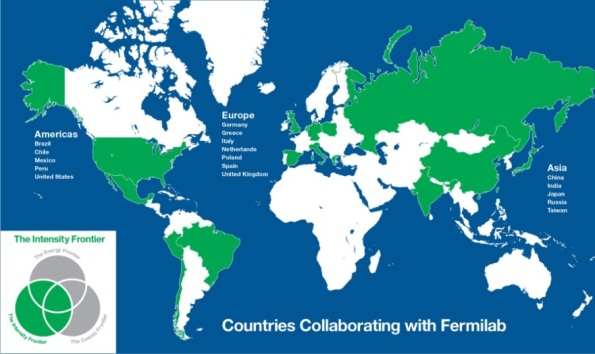 Americas
Brazil
Chile
Mexico
Peru
United States
Europe
Germany
Greece
Italy
Netherlands
Poland
Spain
United Kingdom
Asia
China
India
Japan
Russia
Taiwan
The Intensity Frontier
The Energy Frontier
The Intensity Frontier
The Cosmic Frontier
Countries Collaborating with Fermilab